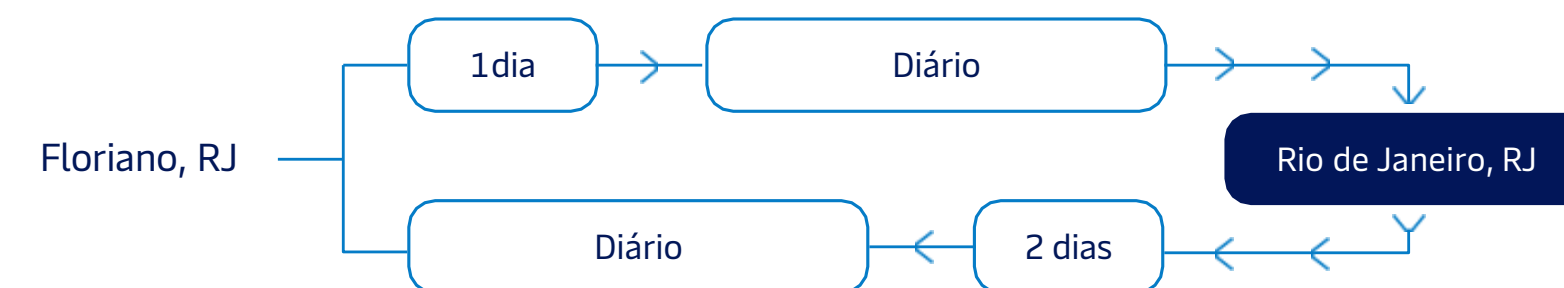 1dia
Diário
Floriano, RJ
Rio de Janeiro, RJ
Diário
2 dias